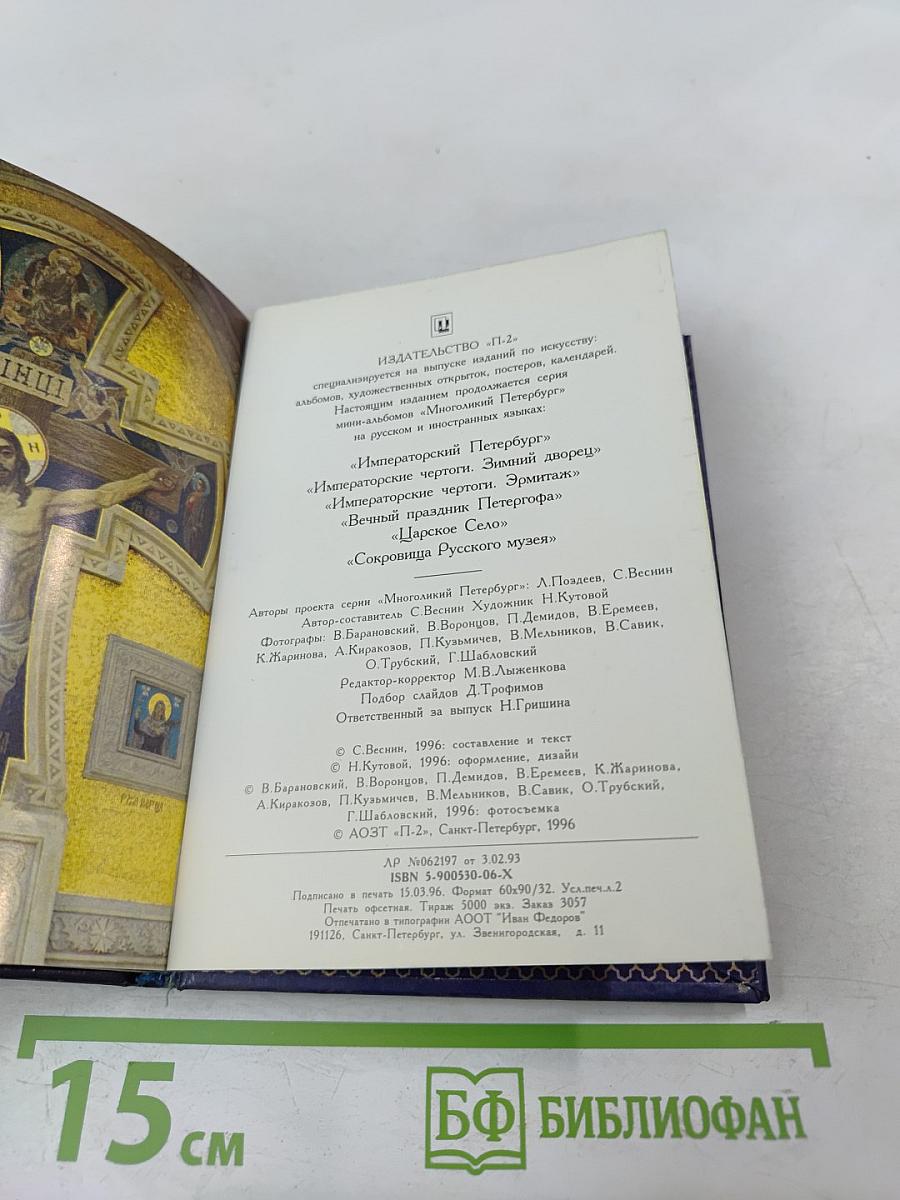 ІНЦІ
ИЗДАТЕЛЬСТВО «П-2»
специализируется на выпуске изданий по искусству:
альбомов, художественных открыток, постеров, календарей.
Настоящим изданием продолжается серия
мини-альбомов «Многоликий Петербург»
на русском и иностранных языках:
«Императорский Петербург»
«Императорские чертоги. Зимний дворец»
«Императорские чертоги. Эрмитаж»
«Вечный праздник Петергофа»
«Царское Село»
«Сокровища Русского музея»
Авторы проекта серии «Многоликий Петербург»: Л.Поздеев, С.Веснин
Автор-составитель С.Веснин Художник Н.Кутовой
Фотографы: В.Барановский, В.Воронцов, П.Демидов, В.Еремеев,
К.Жаринова, А.Киракозов, П.Кузьмичев, В.Мельников, В.Савик,
О.Трубский, Г.Шабловский
Редактор-корректор М.В.Лыженкова
Подбор слайдов Д.Трофимов
Ответственный за выпуск Н.Гришина
© С.Веснин, 1996: составление и текст
© Н.Кутовой, 1996: оформление, дизайн
© В.Барановский, В.Воронцов, П.Демидов, В.Еремеев, К.Жаринова,
А.Киракозов, П.Кузьмичев, В.Мельников, В.Савик, О.Трубский,
Г.Шабловский, 1996: фотосъемка
© АОЗТ «П-2», Санкт-Петербург, 1996
ЛР №062197 от 3.02.93
ISBN 5-900530-06-X
Подписано в печать 15.03.96. Формат 60x90/32. Усл.печ.л.2
Печать офсетная. Тираж 5000 экз. Заказ 3057
Отпечатано в типографии АООТ "Иван Федоров"
191126, Санкт-Петербург, ул. Звенигородская, д. 11
15 см
БФ БИБЛИОФАН